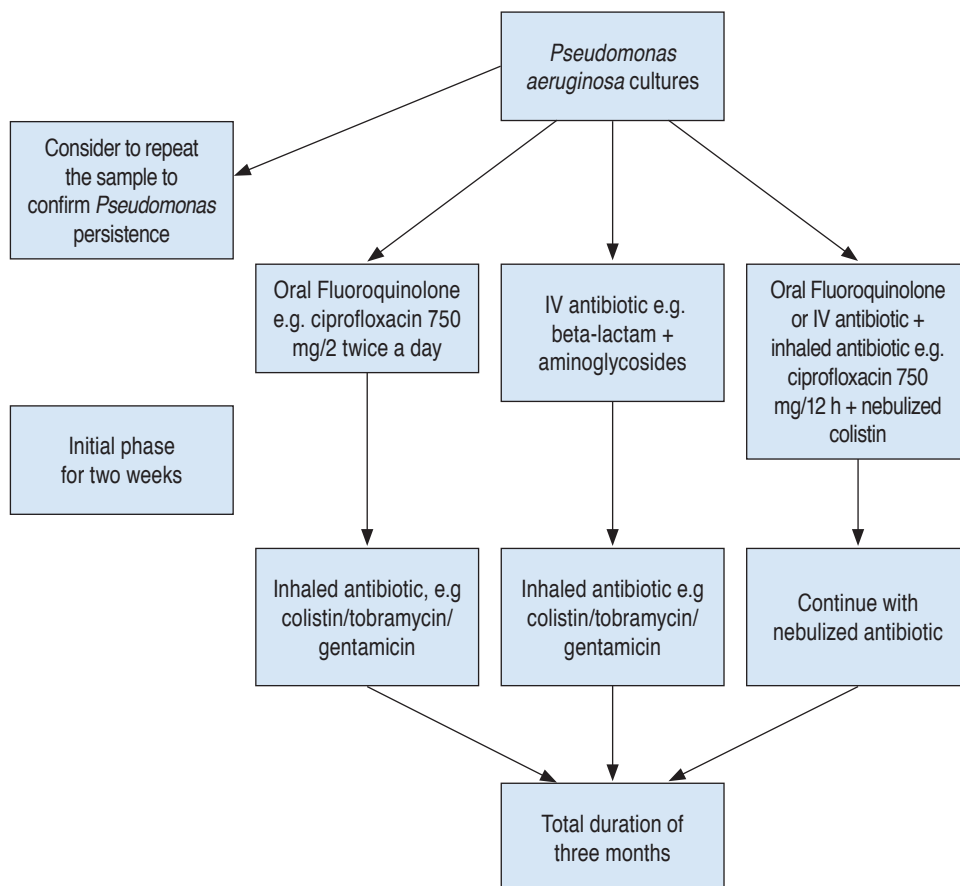 Pseudomonas
aeruginosa cultures
Consider to repeat
the sample to
confirm Pseudomonas
persistence
Oral Fluoroquinolone
e.g. ciprofloxacin 750
mg/2 twice a day
IV antibiotic e.g.
beta-lactam +
aminoglycosides
Oral Fluoroquinolone
or IV antibiotic +
inhaled antibiotic e.g.
ciprofloxacin 750
mg/12 h + nebulized
colistin
Initial phase
for two weeks
Inhaled antibiotic, e.g
colistin/tobramycin/
gentamicin
Inhaled antibiotic e.g
colistin/tobramycin/
gentamicin
Continue with
nebulized antibiotic
Total duration of
three months